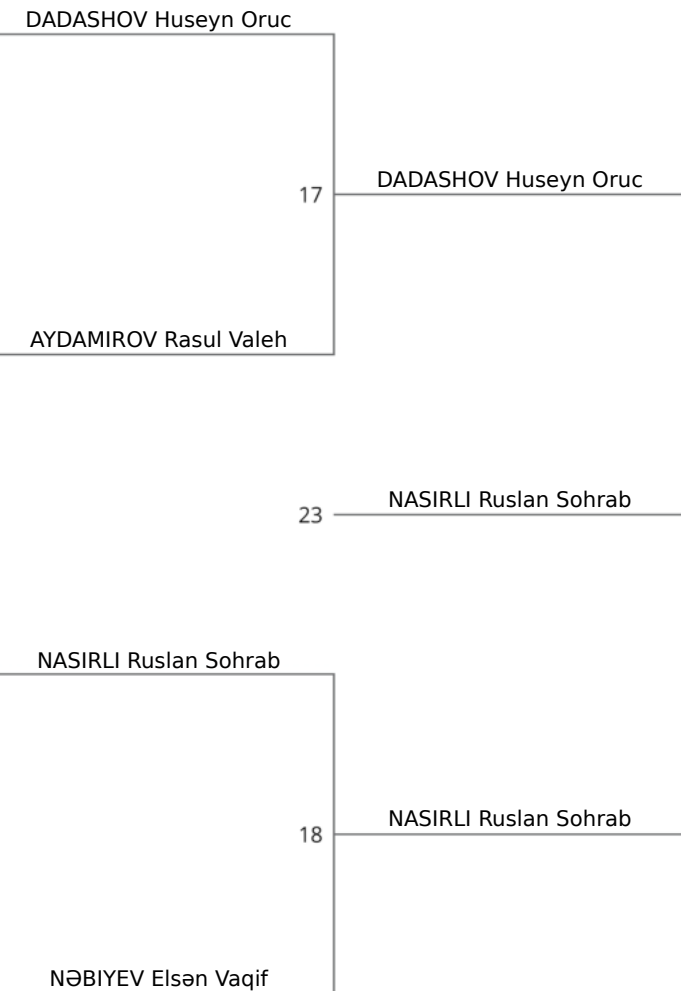 DADASHOV Huseyn Oruc
17
DADASHOV Huseyn Oruc
AYDAMIROV Rasul Valeh
23
NASIRLI Ruslan Sohrab
NASIRLI Ruslan Sohrab
18
NASIRLI Ruslan Sohrab
NƏBIYEV Elsən Vaqif